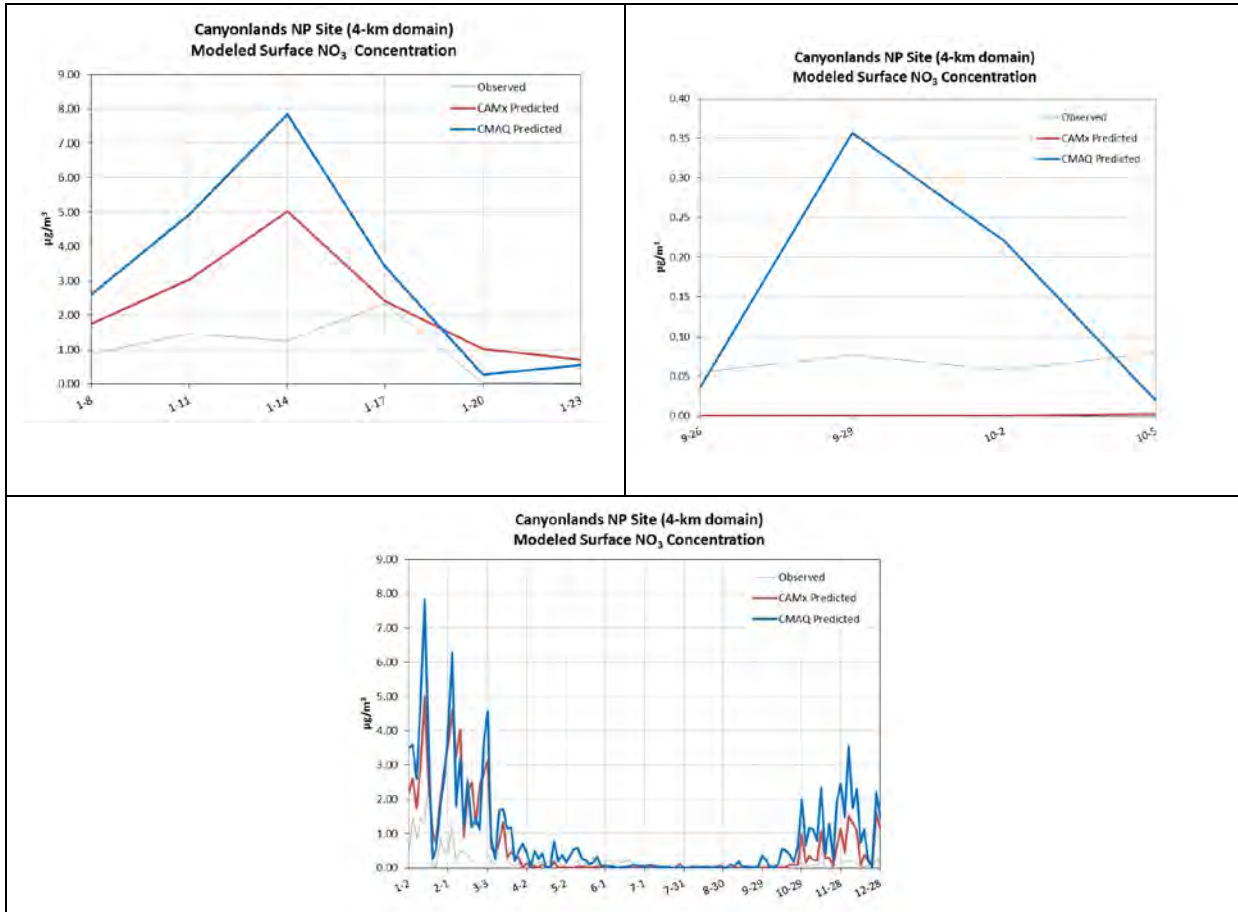 Canyonlands NP Site (4-km domain)
Modeled Surface NO₃ Concentration
9.00
8.00
7.00
6.00
5.00
4.00
3.00
2.00
1.00
0.00
µg/m³
Observed
CAMx Predicted
CMAQ Predicted
1-8
1-11
1-14
1-17
1-20
1-23
Canyonlands NP Site (4-km domain)
Modeled Surface NO₃ Concentration
0.40
0.35
0.30
0.25
0.20
0.15
0.10
0.05
0.00
µg/m³
Observed
CAMx Predicted
CMAQ Predicted
9-26
9-29
10-2
10-5
Canyonlands NP Site (4-km domain)
Modeled Surface NO₃ Concentration
9.00
8.00
7.00
6.00
5.00
4.00
3.00
2.00
1.00
0.00
µg/m³
Observed
CAMx Predicted
CMAQ Predicted
1-2
2-1
3-3
4-2
5-2
6-1
7-1
7-31
8-30
9-29
10-29
11-28
12-28